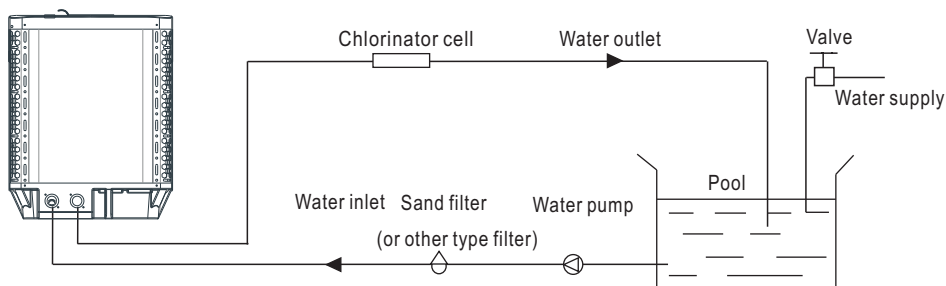 Chlorinator cell
Water outlet
Valve
Water supply
Pool
Water inlet
Sand filter
(or other type filter)
Water pump